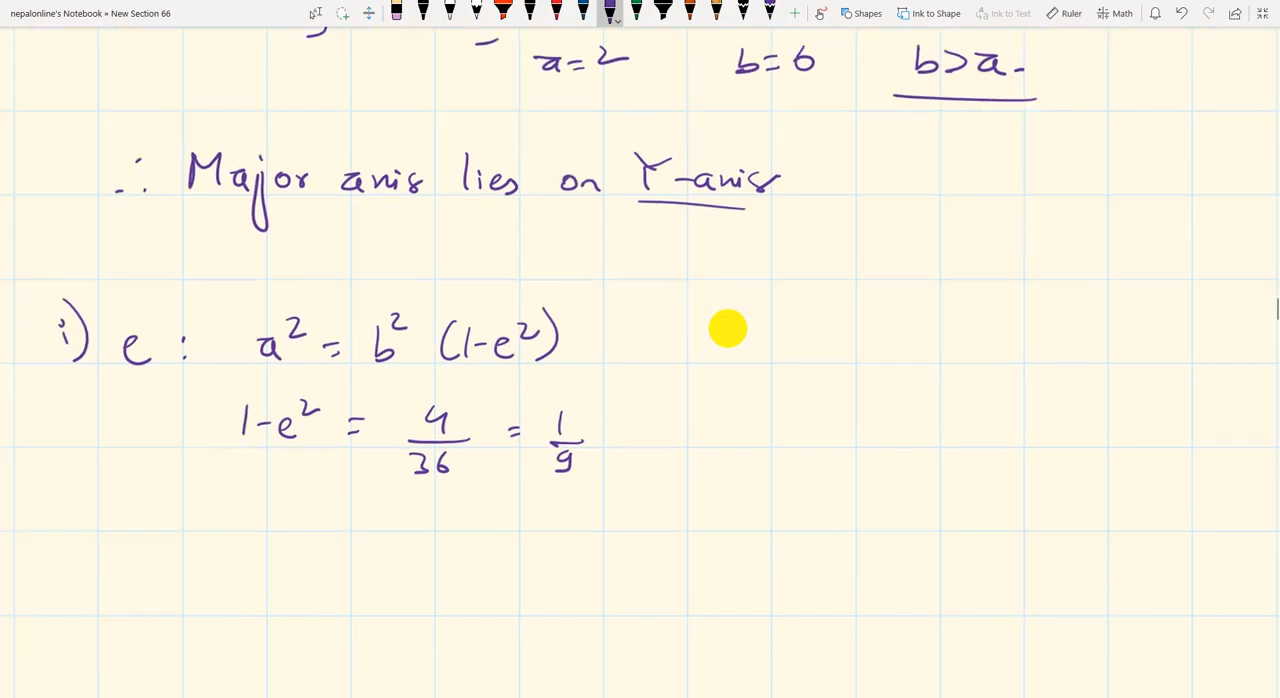 nepalonline's Notebook » New Section 66
Shapes Ink to Shape Ink to Text Ruler Math
a = 2 b = 6 b > a.
∴ Major axis lies on Y-axis
i) e : a² = b² (1-e²)
1-e² = 4/36 = 1/9